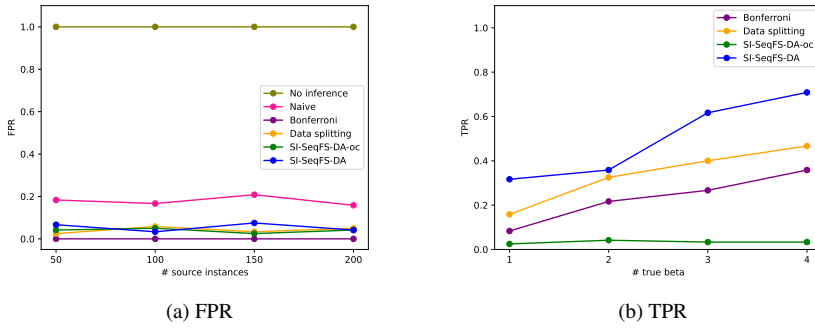 1.0
0.8
0.6
0.4
0.2
0.0
FPR
50
100
150
200
# source instances
No inference
Naive
Bonferroni
Data splitting
SI-SeqFS-DA-oc
SI-SeqFS-DA
(a) FPR
1.0
0.8
0.6
0.4
0.2
0.0
TPR
1
2
3
4
# true beta
Bonferroni
Data splitting
SI-SeqFS-DA-oc
SI-SeqFS-DA
(b) TPR